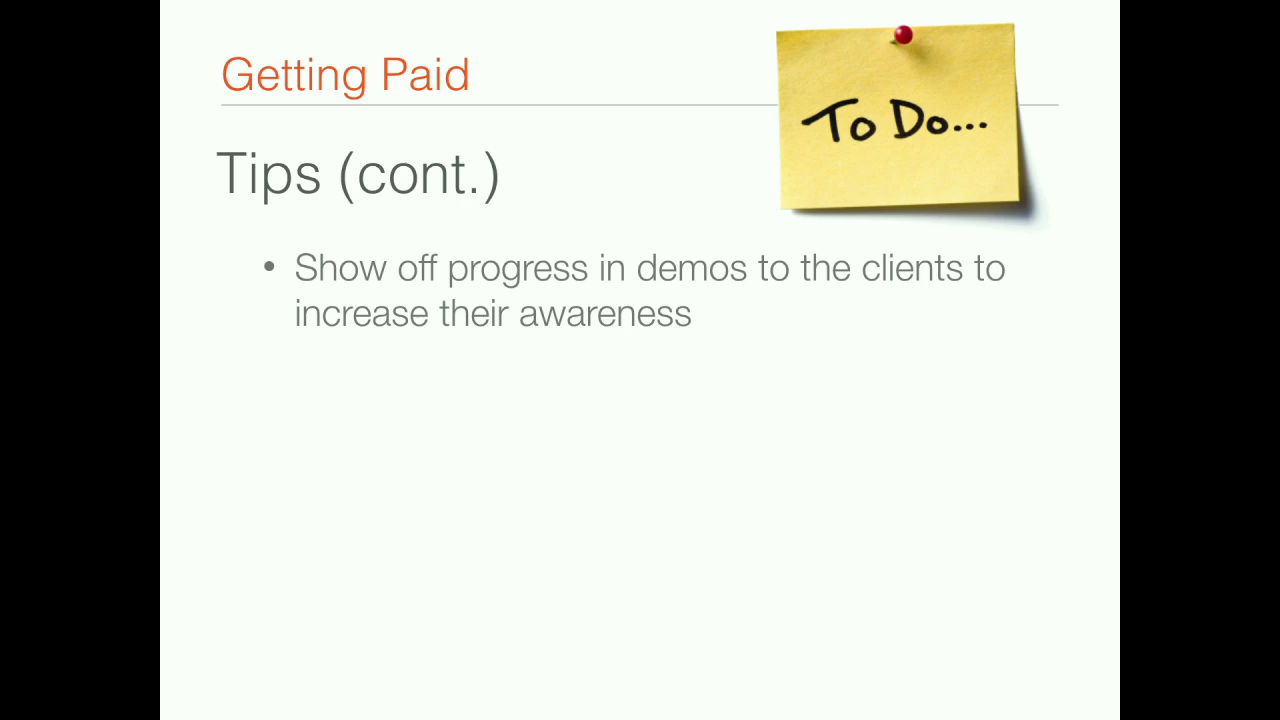 Getting Paid
To Do...
Tips (cont.)
• Show off progress in demos to the clients to
increase their awareness